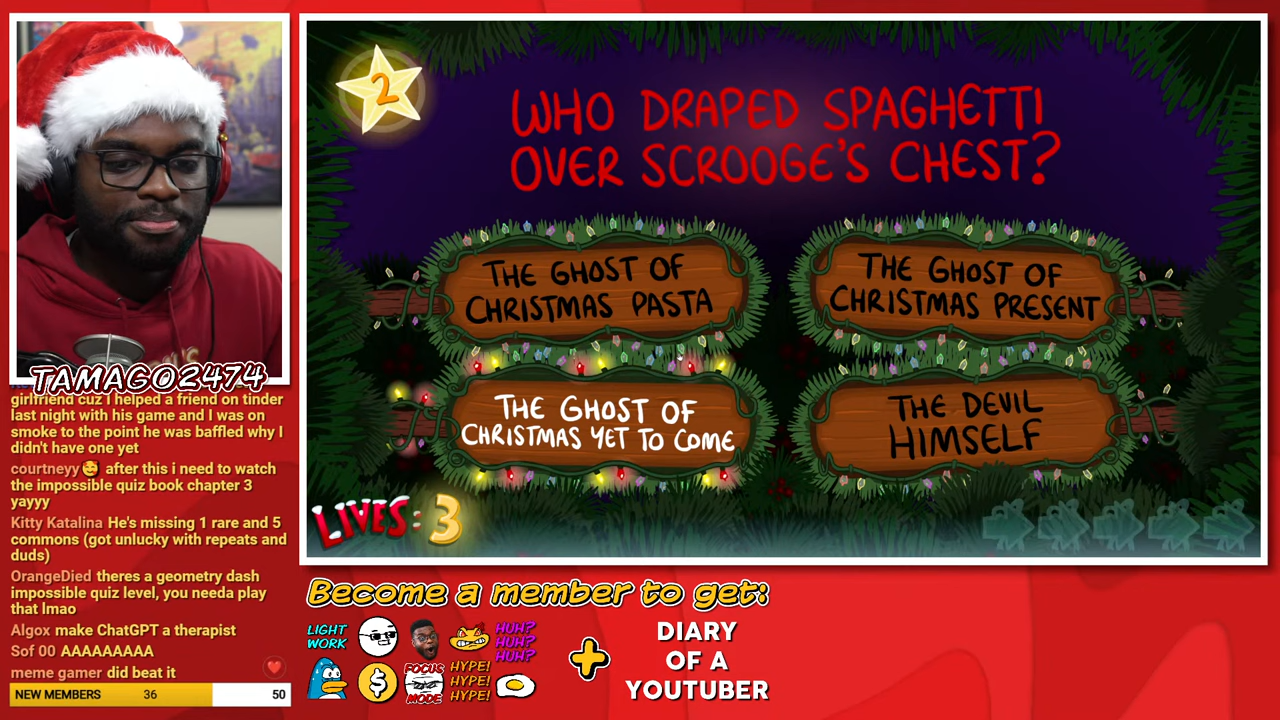 TAMAGO2474
girlfriend cuz I helped a friend on tinder
last night with his game and I was on
smoke to the point he was baffled why I
didn't have one yet
courtneyy🥰 after this i need to watch
the impossible quiz book chapter 3
yayyy
Kitty Katalina He's missing 1 rare and 5
commons (got unlucky with repeats and
duds)
OrangeDied theres a geometry dash
impossible quiz level, you needa play
that lmao
Algox make ChatGPT a therapist
Sof 00 AAAAAAAAA
meme gamer did beat it
NEW MEMBERS 36 50
2
WHO DRAPED SPAGHETTI
OVER SCROOGE'S CHEST?
THE GHOST OF
CHRISTMAS PASTA
THE GHOST OF
CHRISTMAS PRESENT
THE GHOST OF
CHRISTMAS YET TO COME
THE DEVIL
HIMSELF
LIVES: 3
Become a member to get:
LIGHT
WORK
HUH?
HUH?
HUH?
$
FOCUS
MODE
HYPE!
HYPE!
HYPE!
+
DIARY
OF A
YOUTUBER